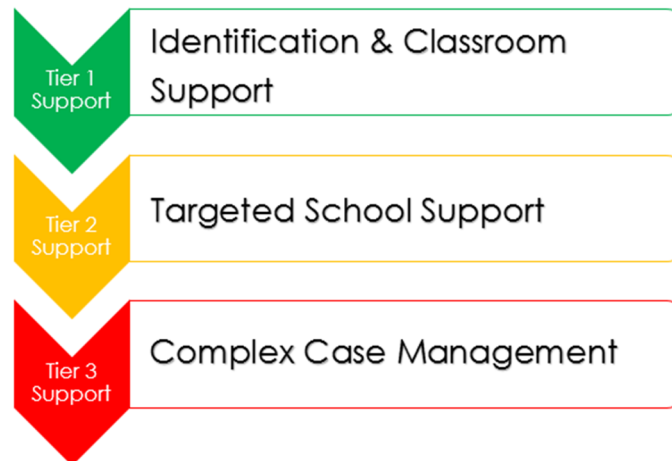 Tier 1
Support
Identification & Classroom
Support
Tier 2
Support
Targeted School Support
Tier 3
Support
Complex Case Management